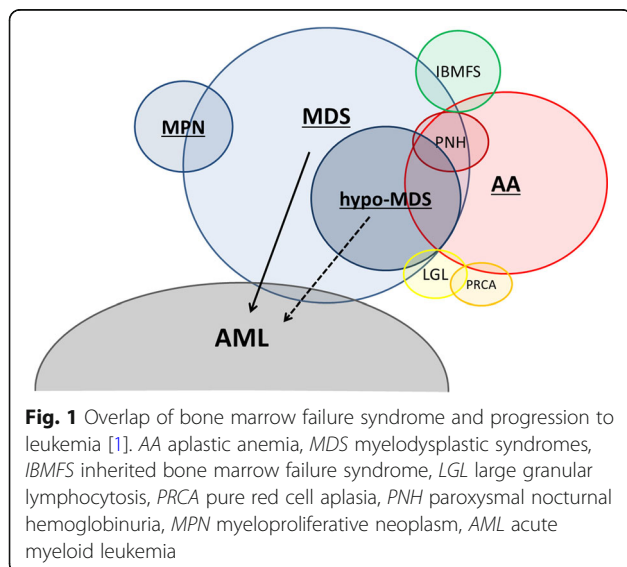 IBMFS
MPN
MDS
PNH
AA
hypo-MDS
LGL
PRCA
AML
Fig. 1 Overlap of bone marrow failure syndrome and progression to
leukemia [1]. AA aplastic anemia, MDS myelodysplastic syndromes,
IBMFS inherited bone marrow failure syndrome, LGL large granular
lymphocytosis, PRCA pure red cell aplasia, PNH paroxysmal nocturnal
hemoglobinuria, MPN myeloproliferative neoplasm, AML acute
myeloid leukemia